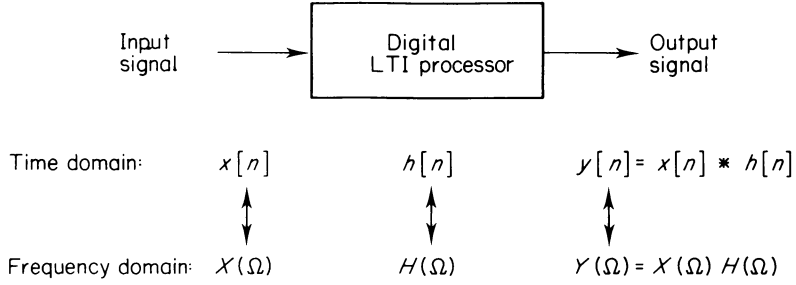 Input signal
Digital LTI processor
Output signal
Time domain: x[n] h[n] y[n]= x[n] * h[n]
Frequency domain: X(Ω) H(Ω) Y(Ω)= X(Ω) H(Ω)